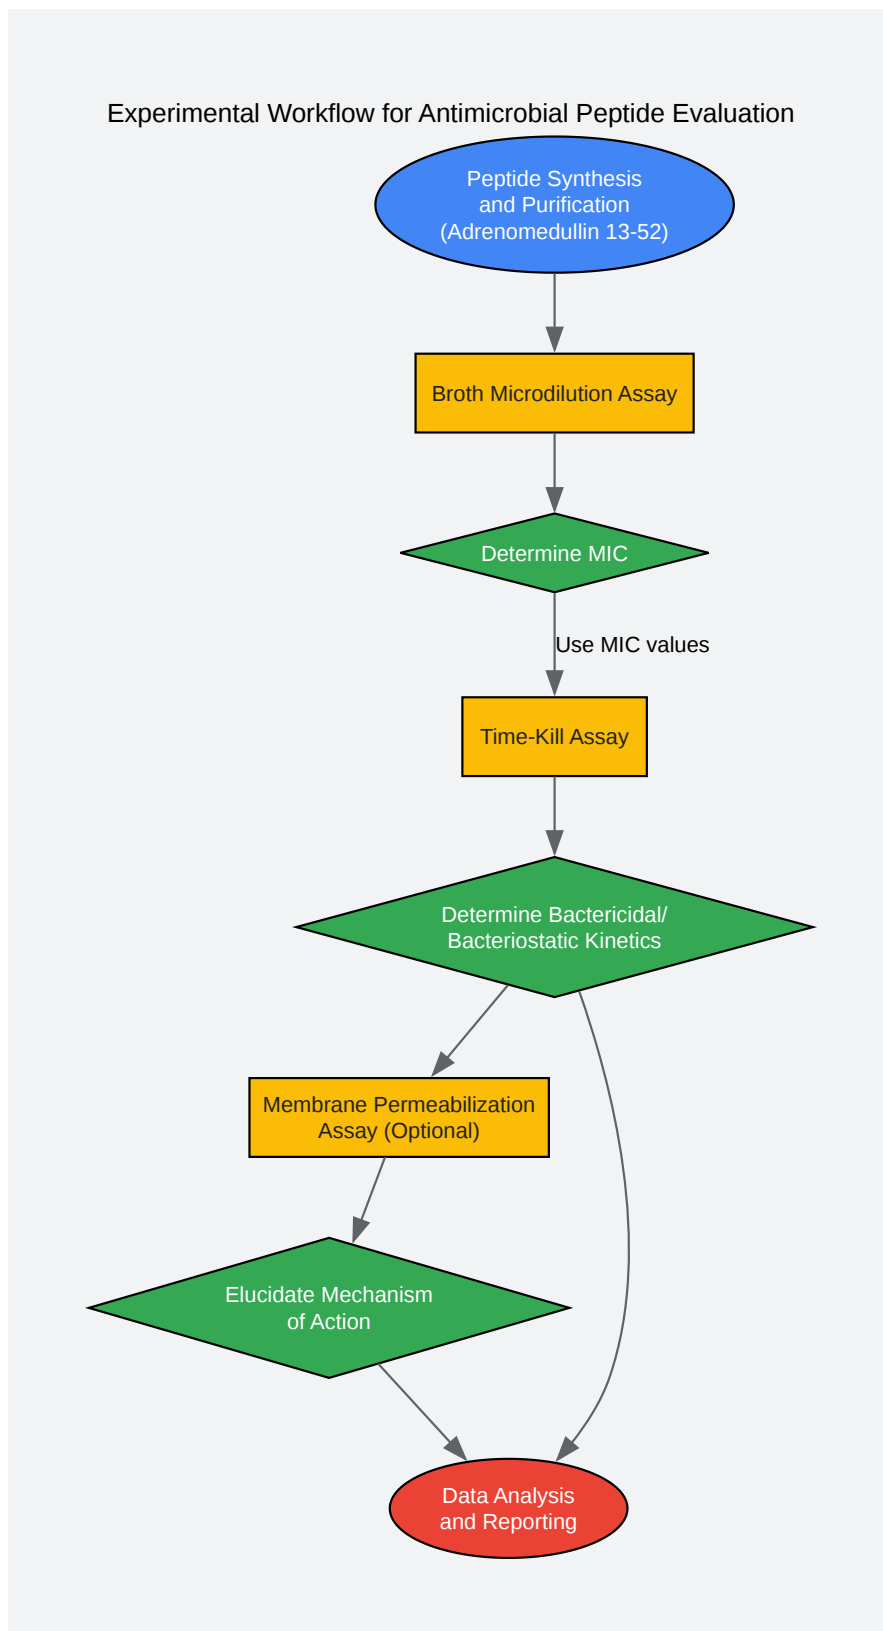 Experimental Workflow for Antimicrobial Peptide Evaluation
Peptide Synthesis
and Purification
(Adrenomedullin 13-52)
Broth Microdilution Assay
Determine MIC
Use MIC values
Time-Kill Assay
Determine Bactericidal/
Bacteriostatic Kinetics
Membrane Permeabilization
Assay (Optional)
Elucidate Mechanism
of Action
Data Analysis
and Reporting